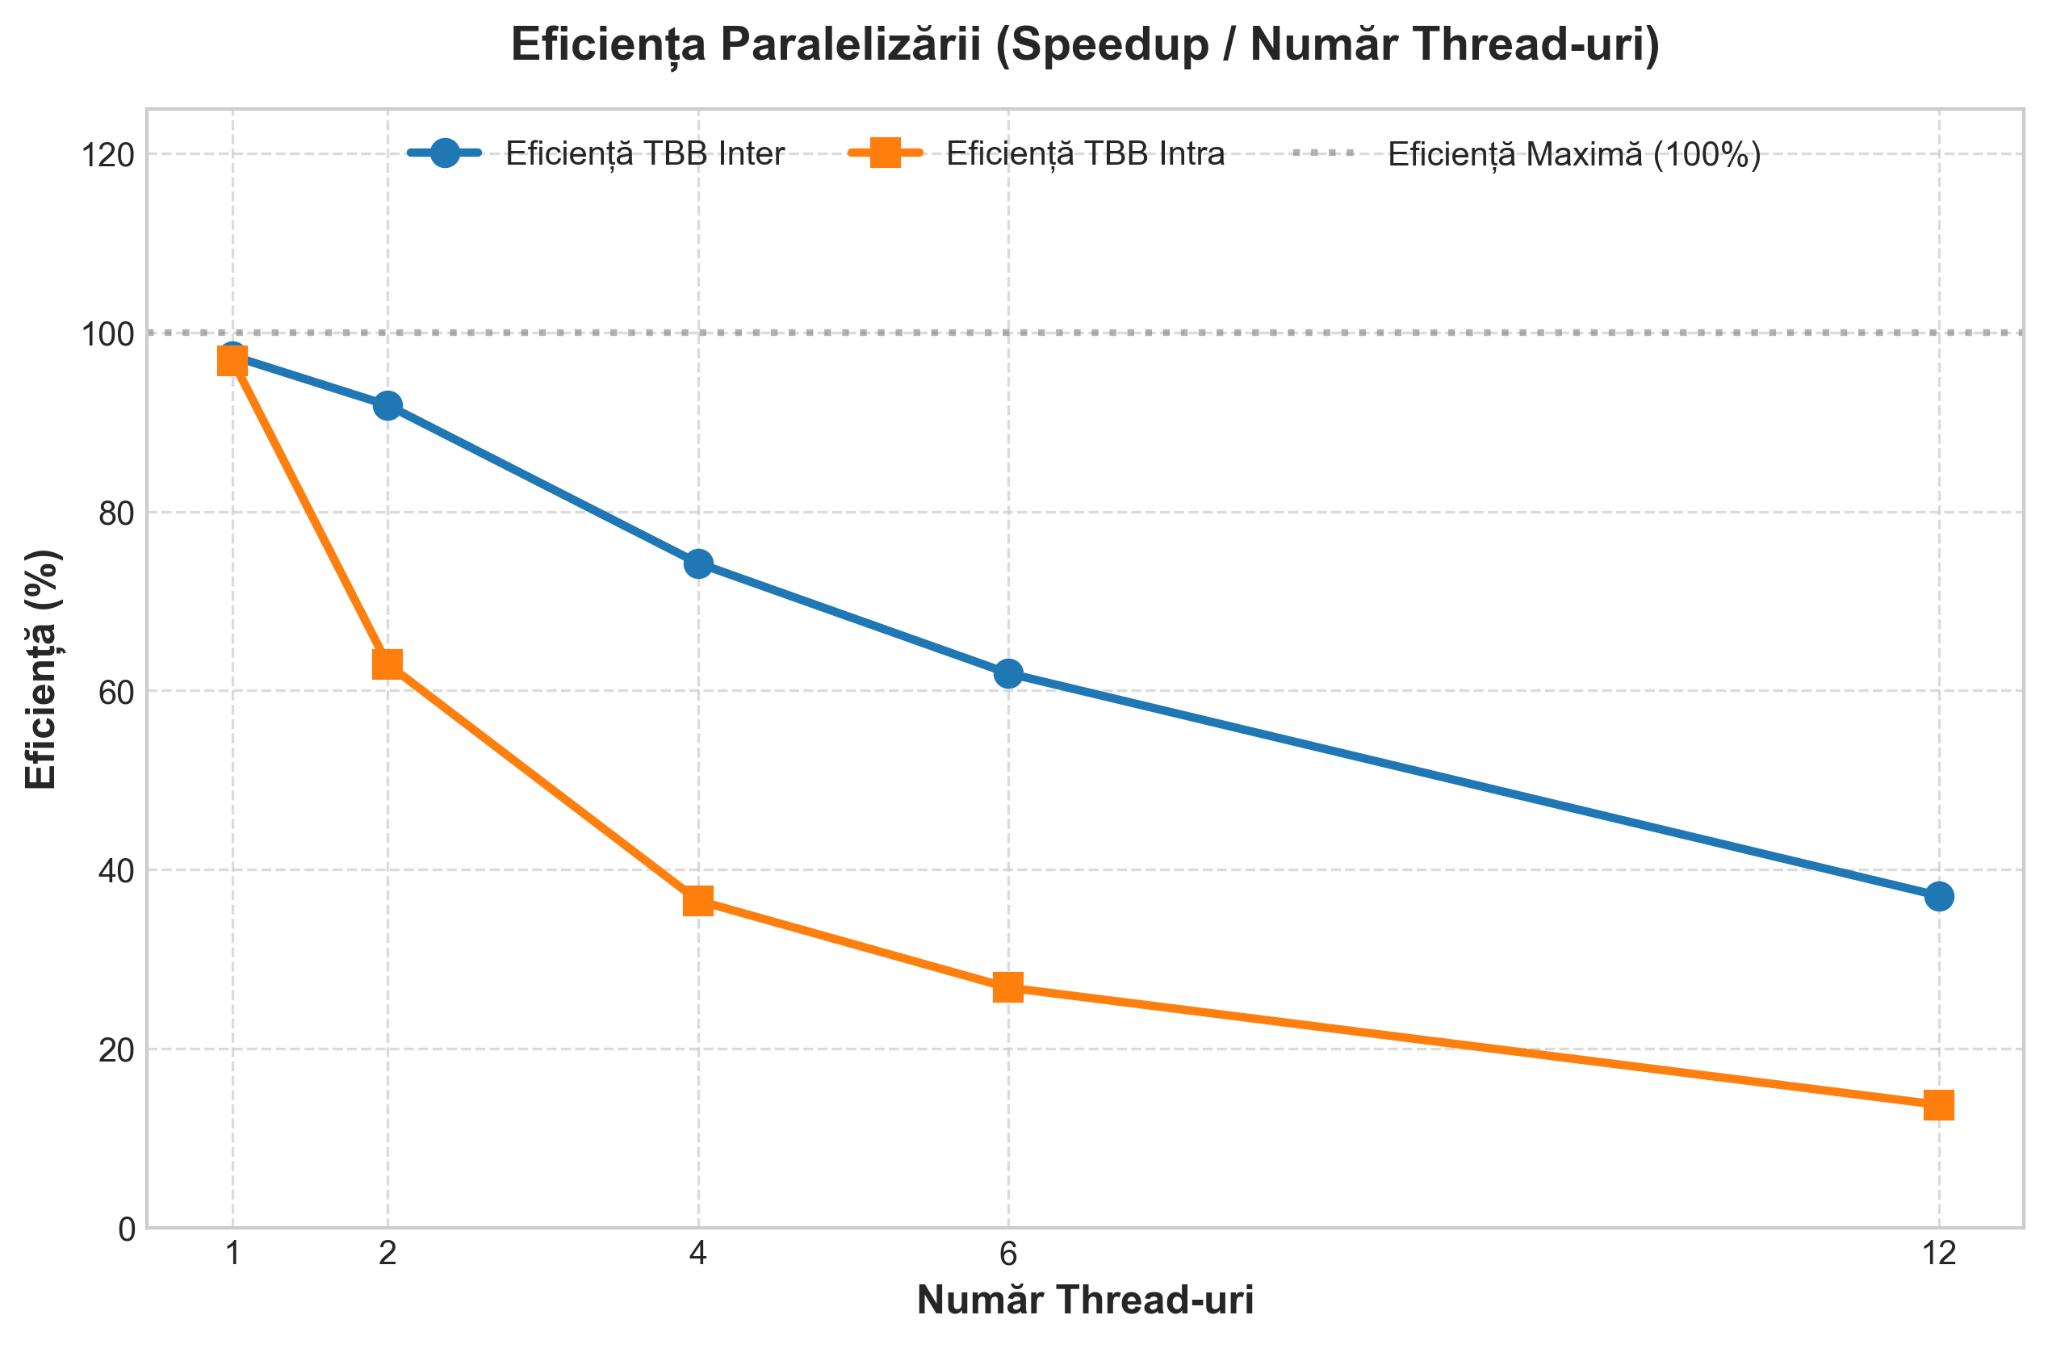 Eficiența Paralelizării (Speedup / Număr Thread-uri)
Eficiență TBB Inter
Eficiență TBB Intra
Eficiență Maximă (100%)
Eficiență (%)
120
100
80
60
40
20
0
1
2
4
6
12
Număr Thread-uri